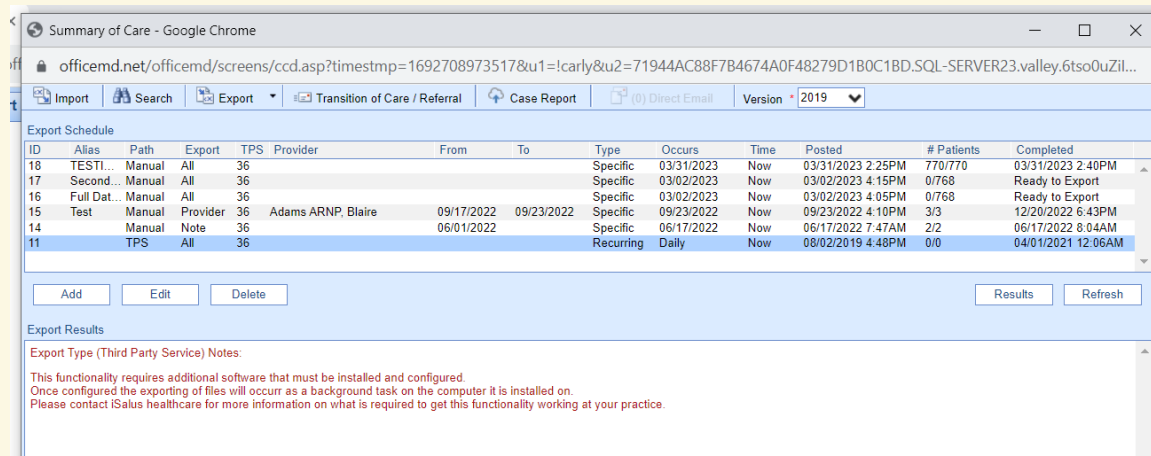 Summary of Care - Google Chrome
officemd.net/officemd/screens/ccd.asp?timestmp=1692708973517&u1=!carly&u2=71944AC88F7B4674A0F48279D1B0C1BD.SQL-SERVER23.valley.6tso0uZiI...
Import Search Export Transition of Care / Referral Case Report (0) Direct Email Version * 2019
Export Schedule
ID Alias Path Export TPS Provider From To Type Occurs Time Posted # Patients Completed
18 TESTI... Manual All 36 Specific 03/31/2023 Now 03/31/2023 2:25PM 770/770 03/31/2023 2:40PM
17 Second... Manual All 36 Specific 03/02/2023 Now 03/02/2023 4:15PM 0/768 Ready to Export
16 Full Dat... Manual All 36 Specific 03/02/2023 Now 03/02/2023 4:05PM 0/768 Ready to Export
15 Test Manual Provider 36 Adams ARNP, Blaire 09/17/2022 09/23/2022 Specific 09/23/2022 Now 09/23/2022 4:10PM 3/3 12/20/2022 6:43PM
14 Manual Note 36 06/01/2022 Specific 06/17/2022 Now 06/17/2022 7:47AM 2/2 06/17/2022 8:04AM
11 TPS All 36 Recurring Daily Now 08/02/2019 4:48PM 0/0 04/01/2021 12:06AM
Add Edit Delete Results Refresh
Export Results
Export Type (Third Party Service) Notes:
This functionality requires additional software that must be installed and configured.
Once configured the exporting of files will occurr as a background task on the computer it is installed on.
Please contact iSalus healthcare for more information on what is required to get this functionality working at your practice.